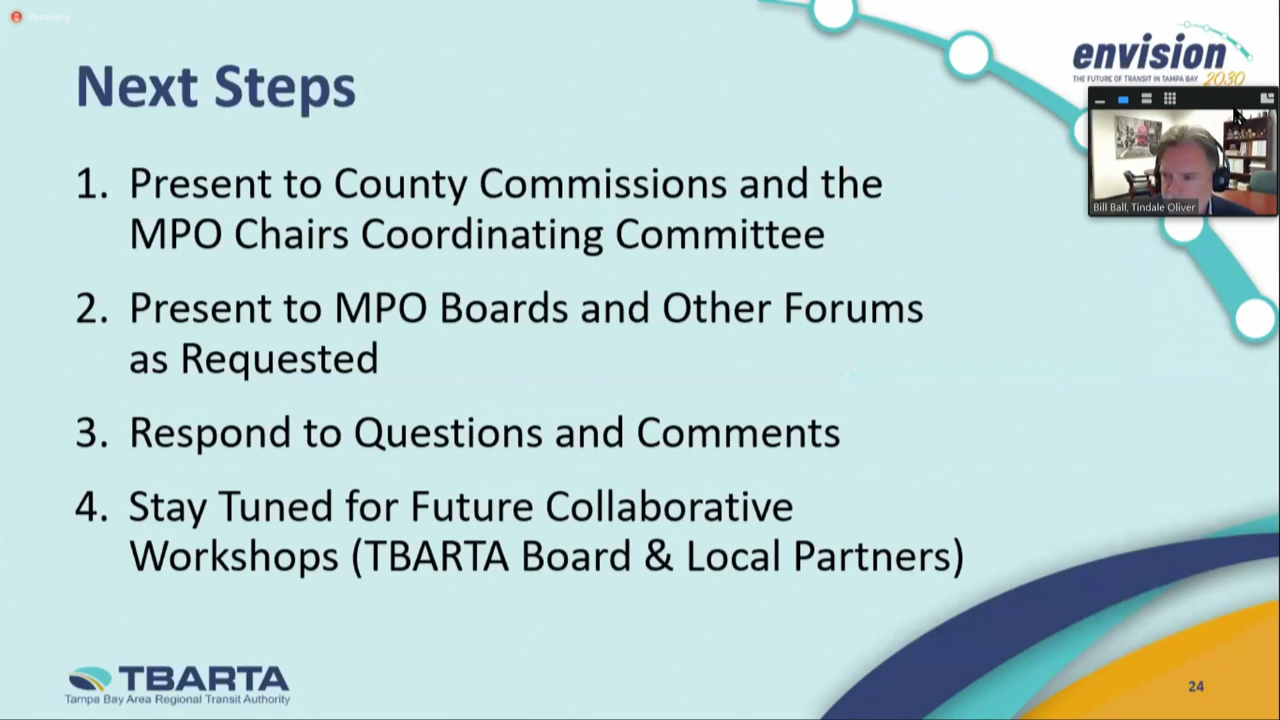 Recording
envision
THE FUTURE OF TRANSIT IN TAMPA BAY 2030
Next Steps
Bill Ball, Tindale Oliver
1. Present to County Commissions and the
MPO Chairs Coordinating Committee
2. Present to MPO Boards and Other Forums
as Requested
3. Respond to Questions and Comments
4. Stay Tuned for Future Collaborative
Workshops (TBARTA Board & Local Partners)
TBARTA
Tampa Bay Area Regional Transit Authority
24